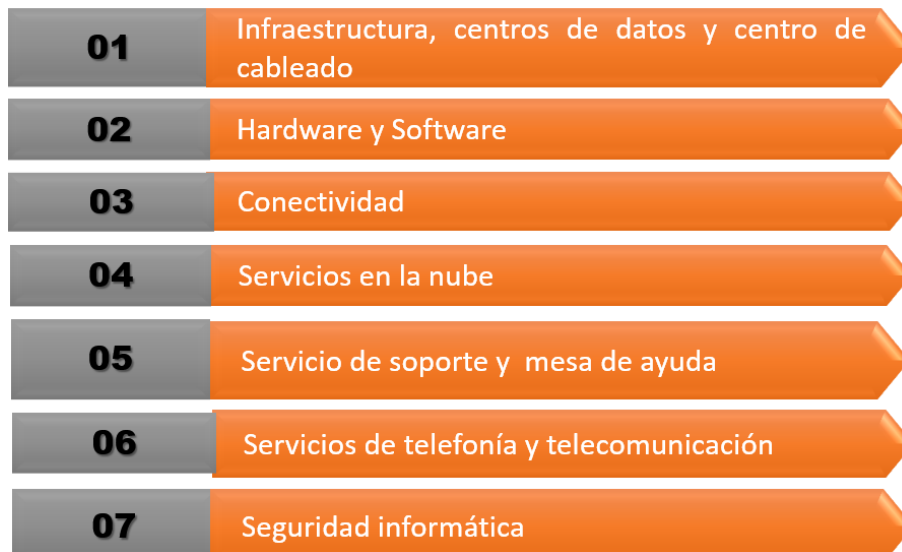 01
Infraestructura, centros de datos y centro de
cableado
02
Hardware y Software
03
Conectividad
04
Servicios en la nube
05
Servicio de soporte y  mesa de ayuda
06
Servicios de telefonía y telecomunicación
07
Seguridad informática